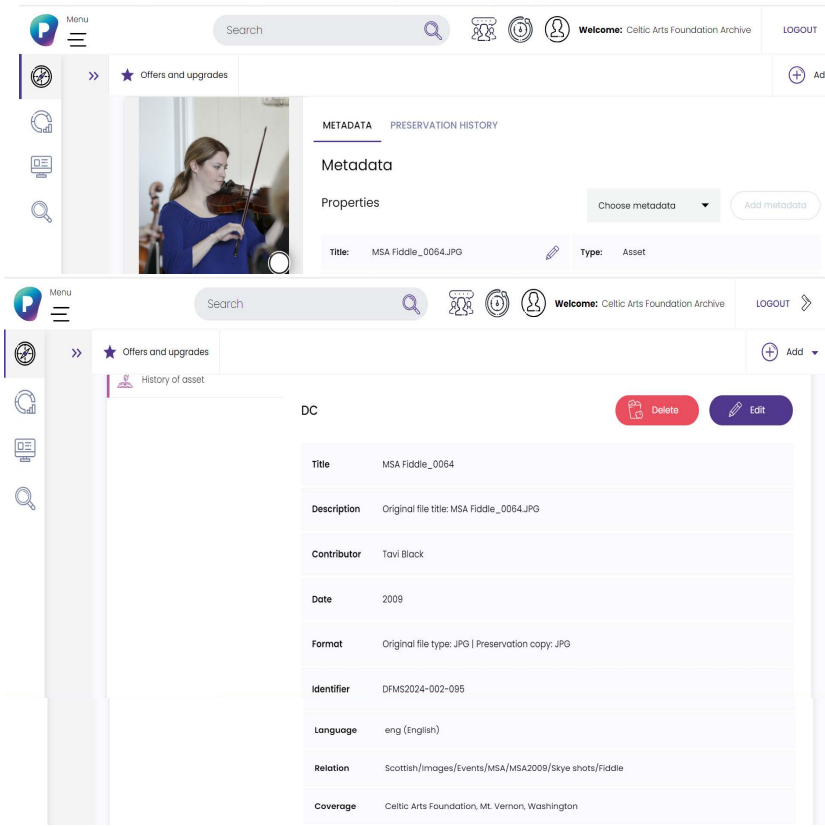 Menu
Search
Welcome: Celtic Arts Foundation Archive
LOGOUT
Offers and upgrades
Ad
METADATA PRESERVATION HISTORY
Metadata
Properties
Choose metadata
Add metadata
Title: MSA Fiddle_0064.JPG
Type: Asset
Menu
Search
Welcome: Celtic Arts Foundation Archive
LOGOUT
Offers and upgrades
Add
History of asset
DC
Delete
Edit
Title MSA Fiddle_0064
Description Original file title: MSA Fiddle_0064.JPG
Contributor Tavi Black
Date 2009
Format Original file type: JPG | Preservation copy: JPG
Identifier DFMS2024-002-095
Language eng (English)
Relation Scottish/Images/Events/MSA/MSA2009/Skye shots/Fiddle
Coverage Celtic Arts Foundation, Mt. Vernon, Washington